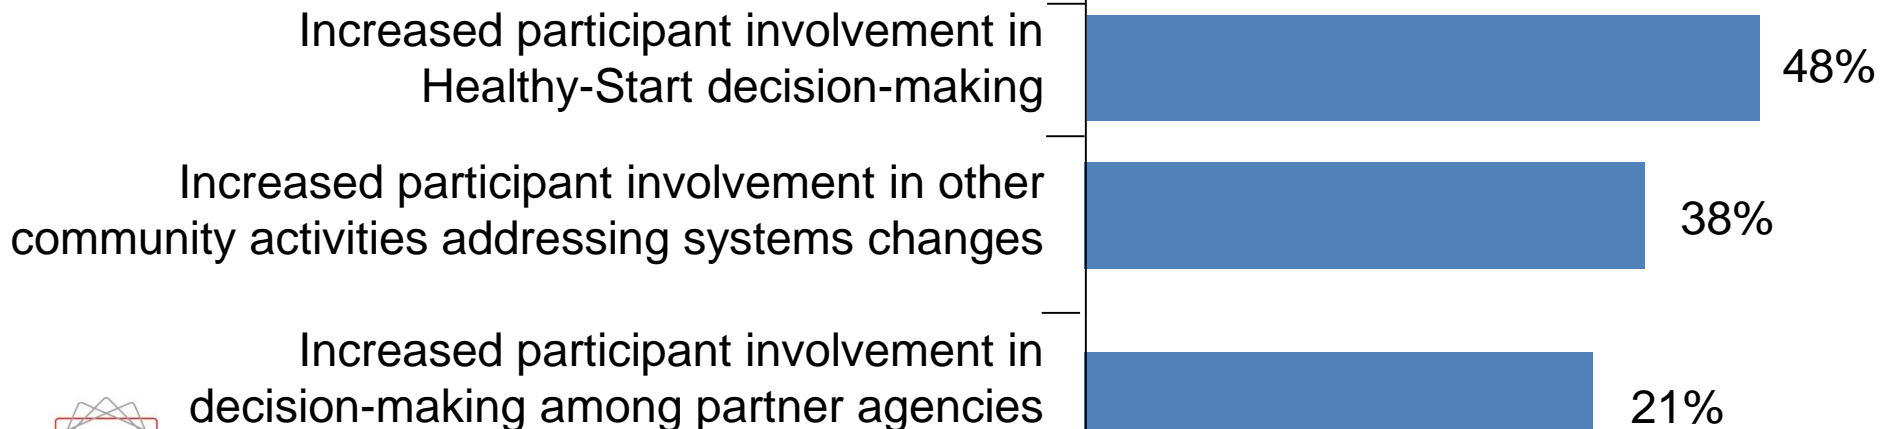 Increased participant involvement in
Healthy-Start decision-making
48%
Increased participant involvement in other
community activities addressing systems changes
38%
Increased participant involvement in
decision-making among partner agencies
21%